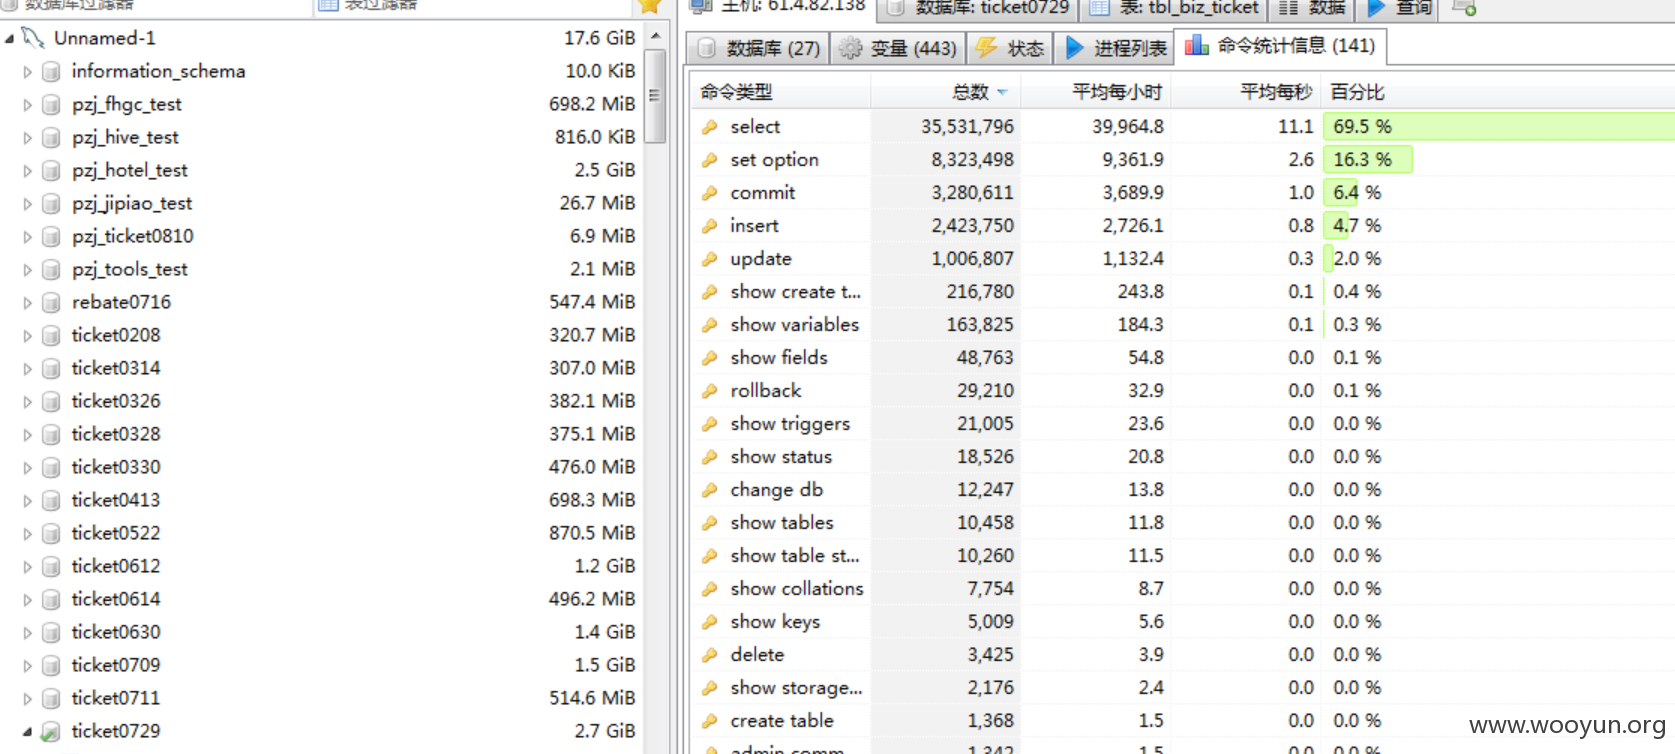 数据库过滤器 表过滤器
主机: 61.4.82.138 数据库: ticket0729 表: tbl_biz_ticket 数据 查询
Unnamed-1 17.6 GiB
information_schema 10.0 KiB
pzj_fhgc_test 698.2 MiB
pzj_hive_test 816.0 KiB
pzj_hotel_test 2.5 GiB
pzj_jipiao_test 26.7 MiB
pzj_ticket0810 6.9 MiB
pzj_tools_test 2.1 MiB
rebate0716 547.4 MiB
ticket0208 320.7 MiB
ticket0314 307.0 MiB
ticket0326 382.1 MiB
ticket0328 375.1 MiB
ticket0330 476.0 MiB
ticket0413 698.3 MiB
ticket0522 870.5 MiB
ticket0612 1.2 GiB
ticket0614 496.2 MiB
ticket0630 1.4 GiB
ticket0709 1.5 GiB
ticket0711 514.6 MiB
ticket0729 2.7 GiB
数据库 (27) 变量 (443) 状态 进程列表 命令统计信息 (141)
命令类型 总数 平均每小时 平均每秒 百分比
select 35,531,796 39,964.8 11.1 69.5 %
set option 8,323,498 9,361.9 2.6 16.3 %
commit 3,280,611 3,689.9 1.0 6.4 %
insert 2,423,750 2,726.1 0.8 4.7 %
update 1,006,807 1,132.4 0.3 2.0 %
show create t... 216,780 243.8 0.1 0.4 %
show variables 163,825 184.3 0.1 0.3 %
show fields 48,763 54.8 0.0 0.1 %
rollback 29,210 32.9 0.0 0.1 %
show triggers 21,005 23.6 0.0 0.0 %
show status 18,526 20.8 0.0 0.0 %
change db 12,247 13.8 0.0 0.0 %
show tables 10,458 11.8 0.0 0.0 %
show table st... 10,260 11.5 0.0 0.0 %
show collations 7,754 8.7 0.0 0.0 %
show keys 5,009 5.6 0.0 0.0 %
delete 3,425 3.9 0.0 0.0 %
show storage... 2,176 2.4 0.0 0.0 %
create table 1,368 1.5 0.0 0.0 %
admin comm... 1,342 1.5 0.0 0.0 %
www.wooyun.org